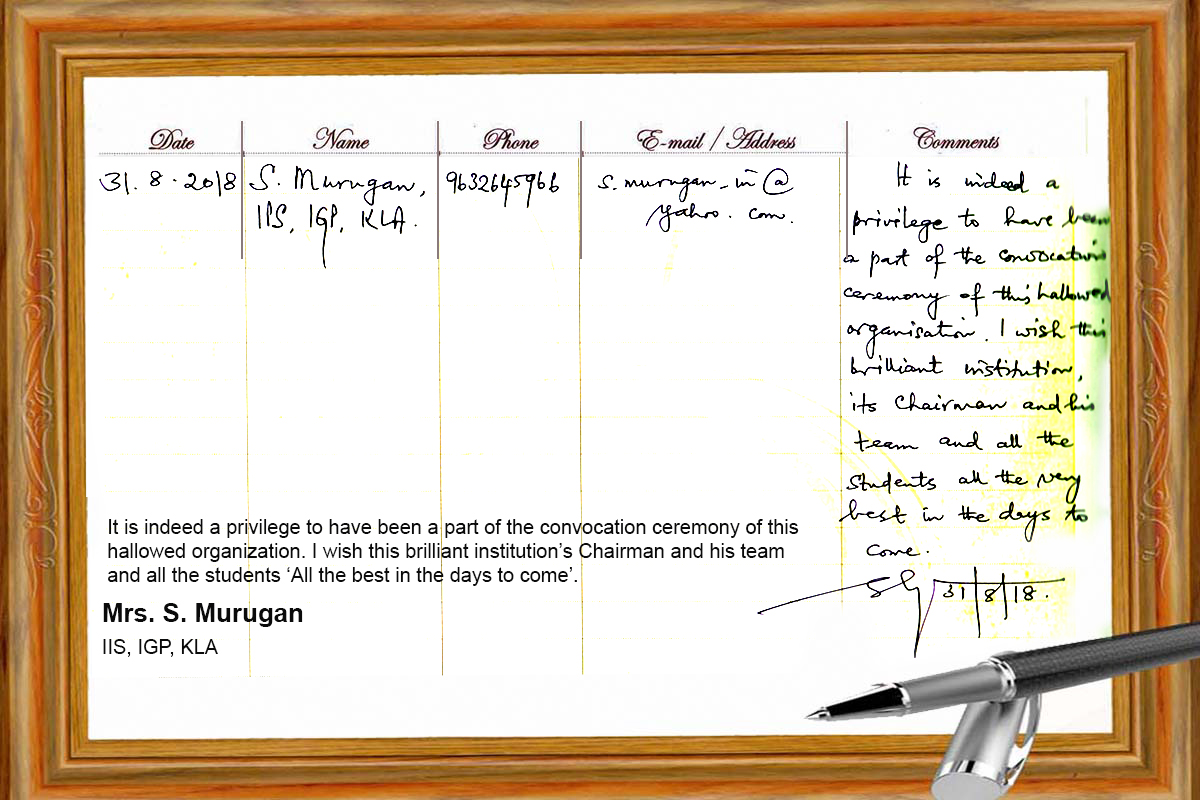 Date Name Phone E-mail / Address Comments
31. 8 . 2018 S. Murugan, 9632645966 s. murugan_in @
IPS, IGP, KLA. yahoo. com.
It is indeed a
privilege to have been
a part of the convocation
ceremony of this hallowed
organisation. I wish this
brilliant institution,
its Chairman and his
team and all the
students all the very
best in the days to
come.
31/8/18.
It is indeed a privilege to have been a part of the convocation ceremony of this
hallowed organization. I wish this brilliant institution’s Chairman and his team
and all the students ‘All the best in the days to come’.
Mrs. S. Murugan
IIS, IGP, KLA